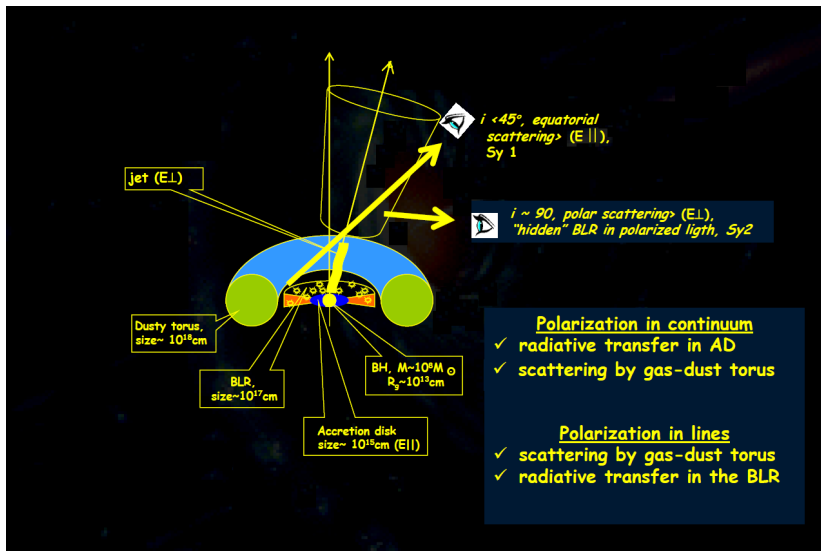 i <45°, equatorial
scattering> (E ||),
Sy 1
jet (E⊥)
i ~ 90, polar scattering> (E⊥),
“hidden” BLR in polarized ligth, Sy2
Dusty torus,
size~ 10¹⁸cm
BLR,
size~10¹⁷cm
BH, M~10⁸M ⊙
Rg~10¹³cm
Accretion disk
size~ 10¹⁵cm (E||)
Polarization in continuum
✓ radiative transfer in AD
✓ scattering by gas-dust torus
Polarization in lines
✓ scattering by gas-dust torus
✓ radiative transfer in the BLR